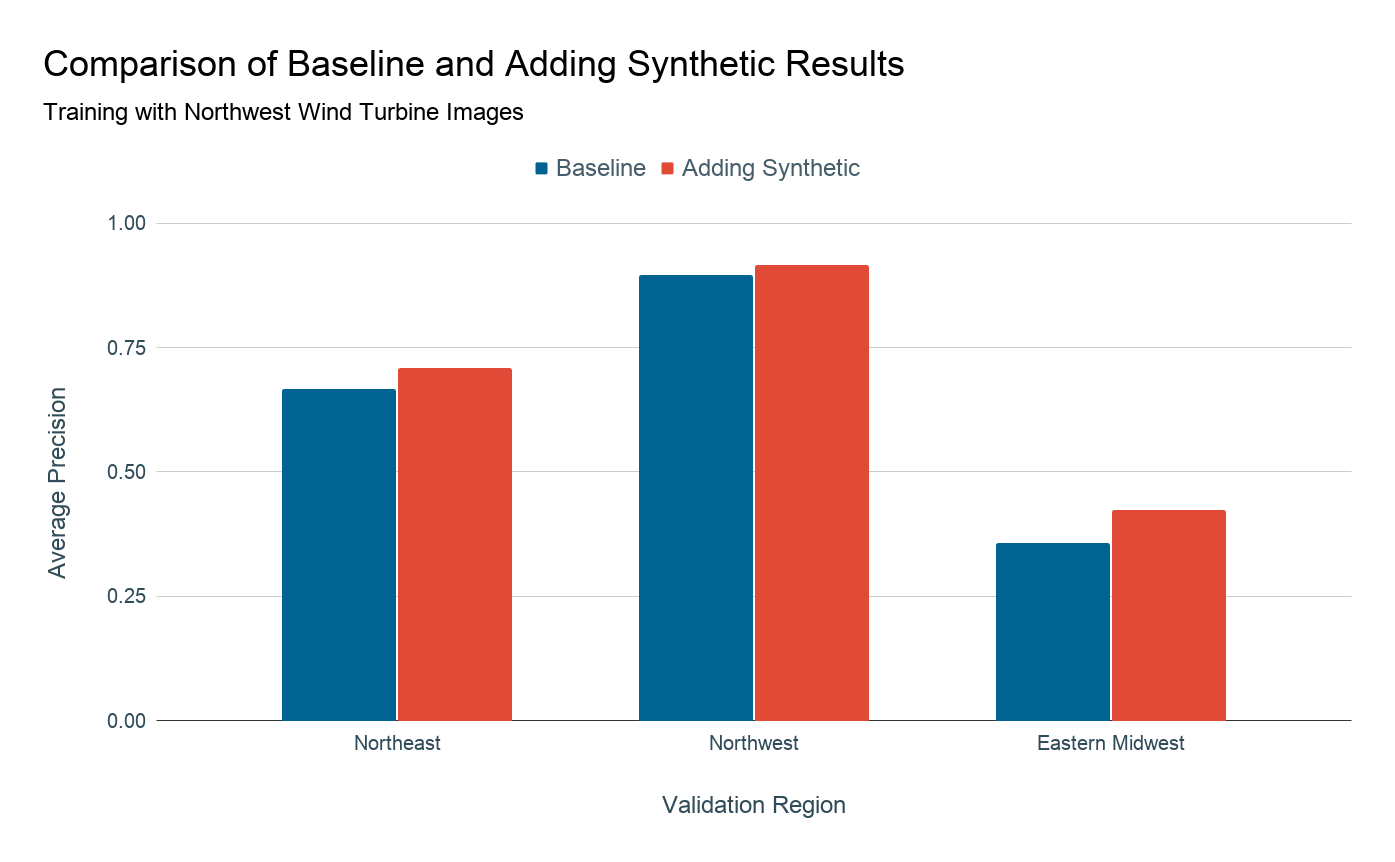 Comparison of Baseline and Adding Synthetic Results
Training with Northwest Wind Turbine Images
Baseline Adding Synthetic
1.00
0.75
0.50
0.25
0.00
Average Precision
Northeast Northwest Eastern Midwest
Validation Region